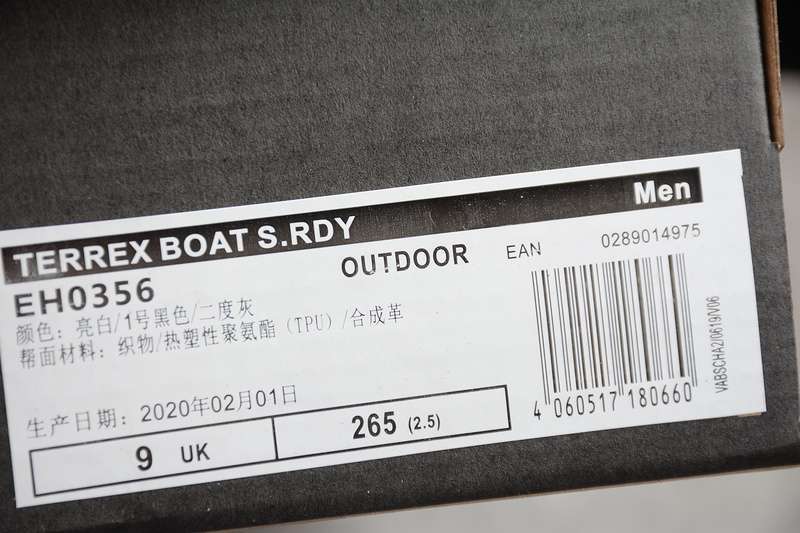 TERREX BOAT S.RDY Men
EH0356 OUTDOOR EAN 0289014975
颜色：亮白/1号黑色/二度灰
帮面材料：织物/热塑性聚氨酯（TPU）/合成革
生产日期：2020年02月01日
9 UK 265 (2.5)
4 060517 180660
VABSCHA2/0619/V06